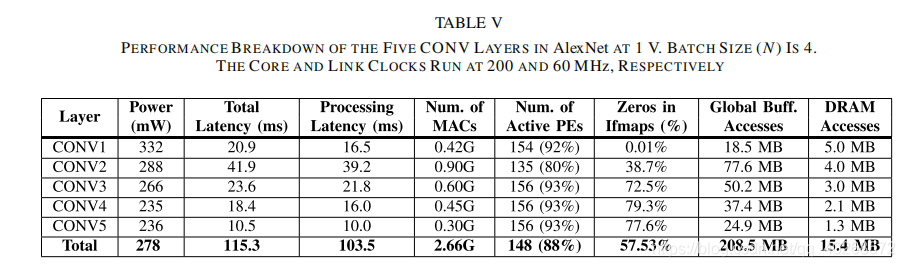 TABLE V
PERFORMANCE BREAKDOWN OF THE FIVE CONV LAYERS IN AlexNet AT 1 V. BATCH SIZE (N) IS 4.
THE CORE AND LINK CLOCKS RUN AT 200 AND 60 MHz, RESPECTIVELY
Layer Power (mW) Total Latency (ms) Processing Latency (ms) Num. of MACs Num. of Active PEs Zeros in Ifmaps (%) Global Buff. Accesses DRAM Accesses
CONV1 332 20.9 16.5 0.42G 154 (92%) 0.01% 18.5 MB 5.0 MB
CONV2 288 41.9 39.2 0.90G 135 (80%) 38.7% 77.6 MB 4.0 MB
CONV3 266 23.6 21.8 0.60G 156 (93%) 72.5% 50.2 MB 3.0 MB
CONV4 235 18.4 16.0 0.45G 156 (93%) 79.3% 37.4 MB 2.1 MB
CONV5 236 10.5 10.0 0.30G 156 (93%) 77.6% 24.9 MB 1.3 MB
Total 278 115.3 103.5 2.66G 148 (88%) 57.53% 208.5 MB 15.4 MB